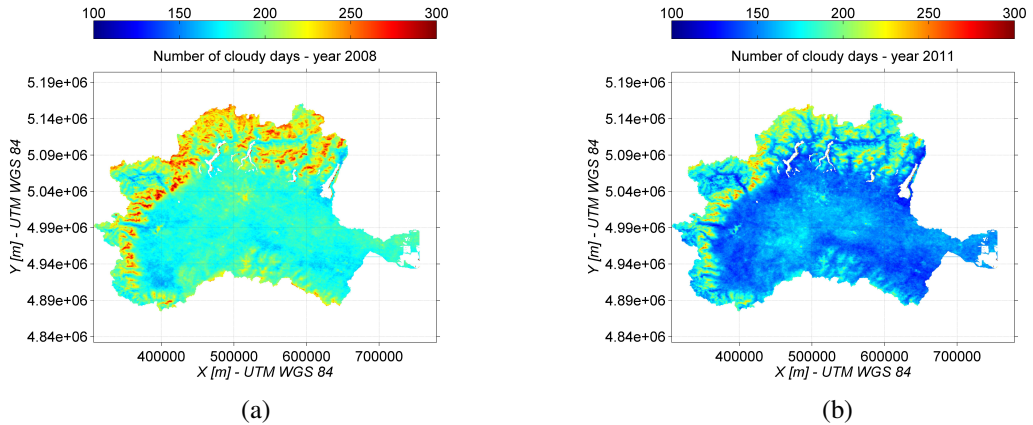 100 150 200 250 300
Number of cloudy days - year 2008
5.19e+06
5.14e+06
5.09e+06
5.04e+06
4.99e+06
4.94e+06
4.89e+06
4.84e+06
Y [m] - UTM WGS 84
400000 500000 600000 700000
X [m] - UTM WGS 84
(a)
100 150 200 250 300
Number of cloudy days - year 2011
5.19e+06
5.14e+06
5.09e+06
5.04e+06
4.99e+06
4.94e+06
4.89e+06
4.84e+06
Y [m] - UTM WGS 84
400000 500000 600000 700000
X [m] - UTM WGS 84
(b)